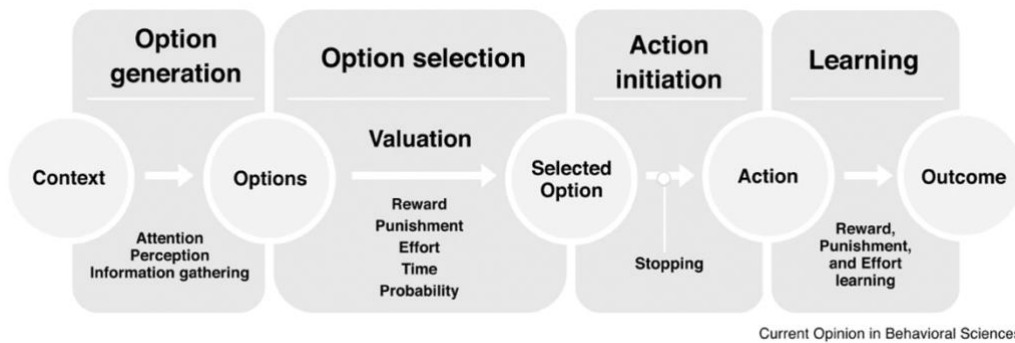 Option
generation
Option selection
Action
initiation
Learning
Context
Options
Valuation
Selected
Option
Action
Outcome
Attention
Perception
Information gathering
Reward
Punishment
Effort
Time
Probability
Stopping
Reward,
Punishment,
and Effort
learning
Current Opinion in Behavioral Sciences